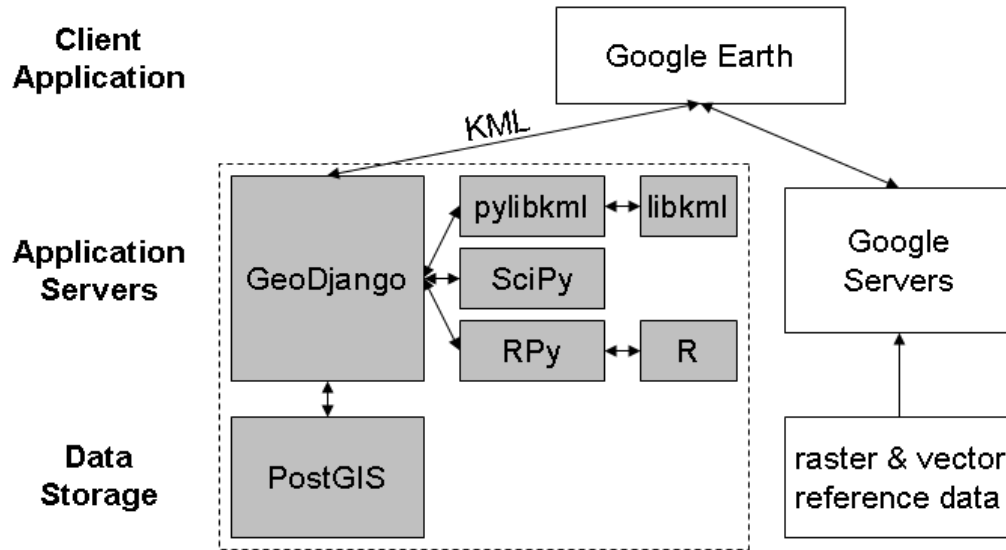 Client
Application
Google Earth
KML
Application
Servers
GeoDjango
pylibkml
libkml
SciPy
RPy
R
Google
Servers
Data
Storage
PostGIS
raster & vector
reference data